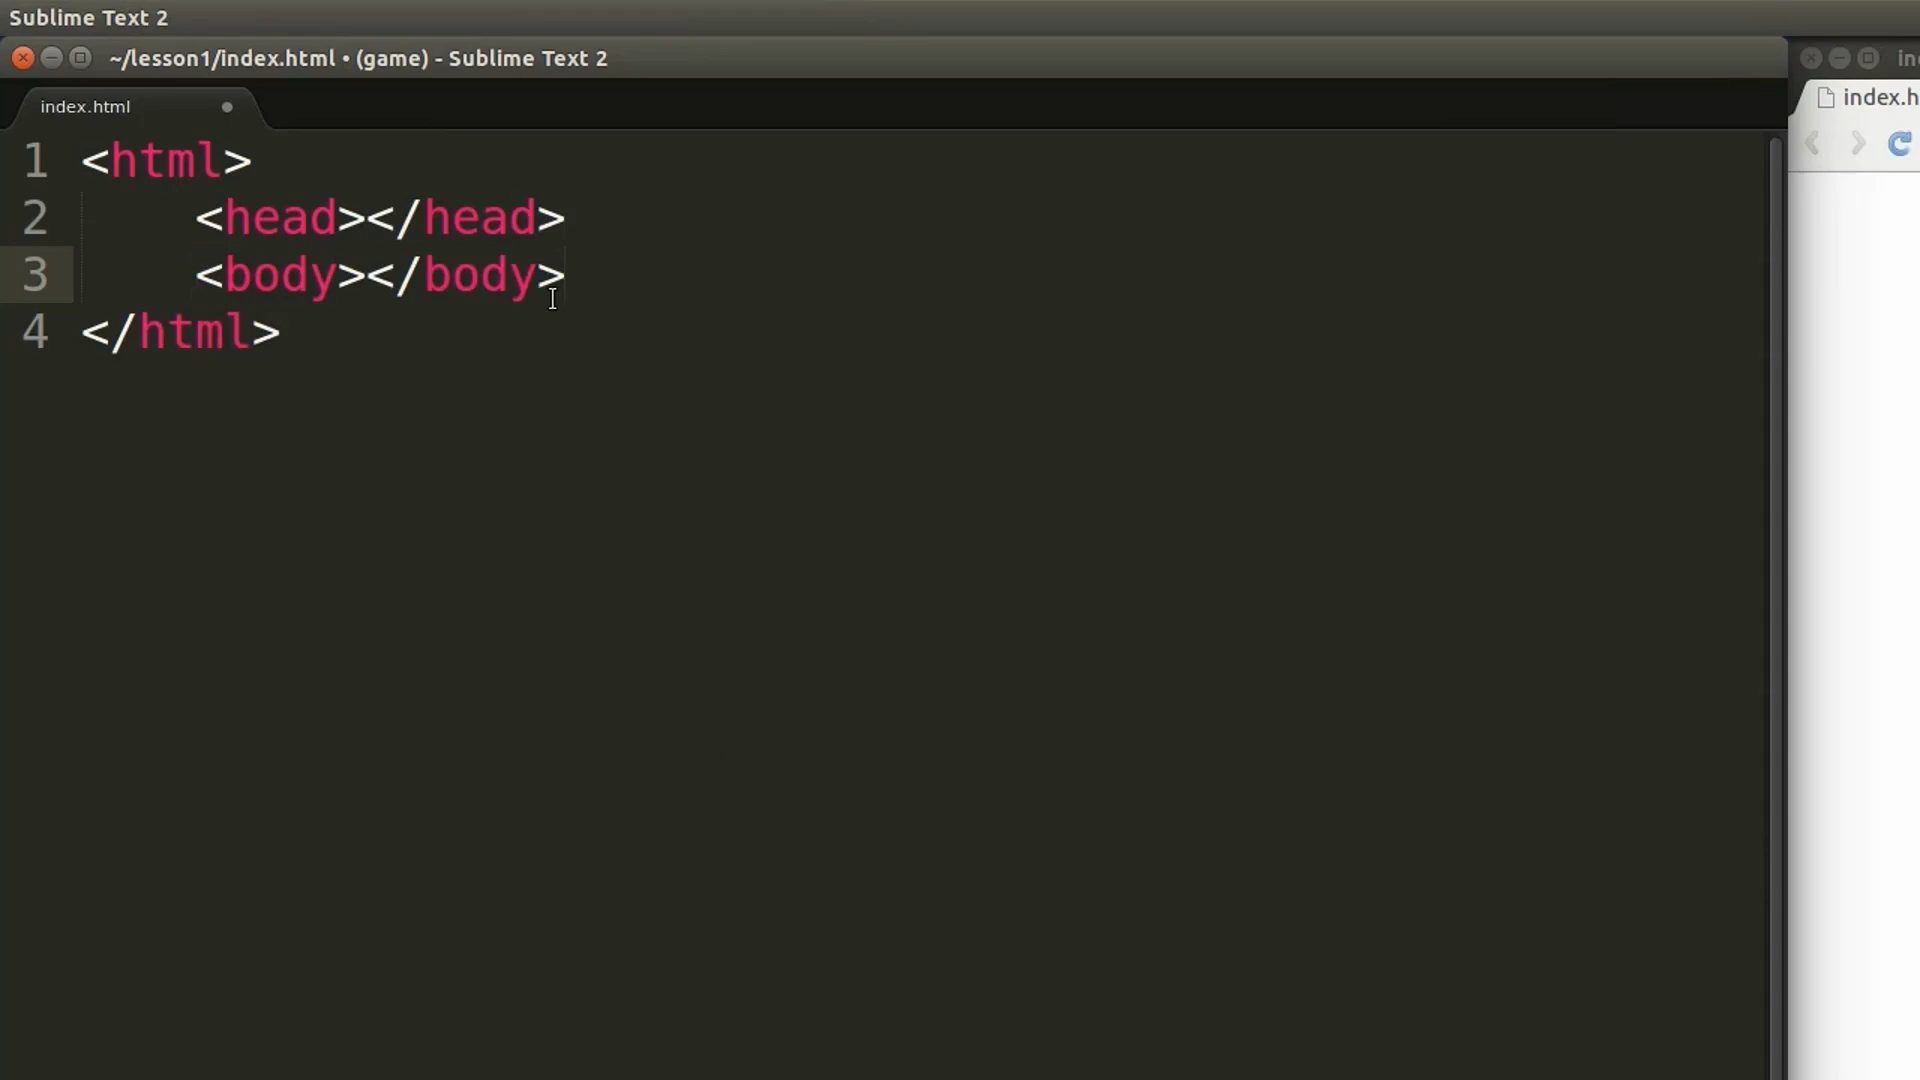 Sublime Text 2
~/lesson1/index.html • (game) - Sublime Text 2
index.html
1 <html>
2     <head></head>
3     <body></body>
4 </html>